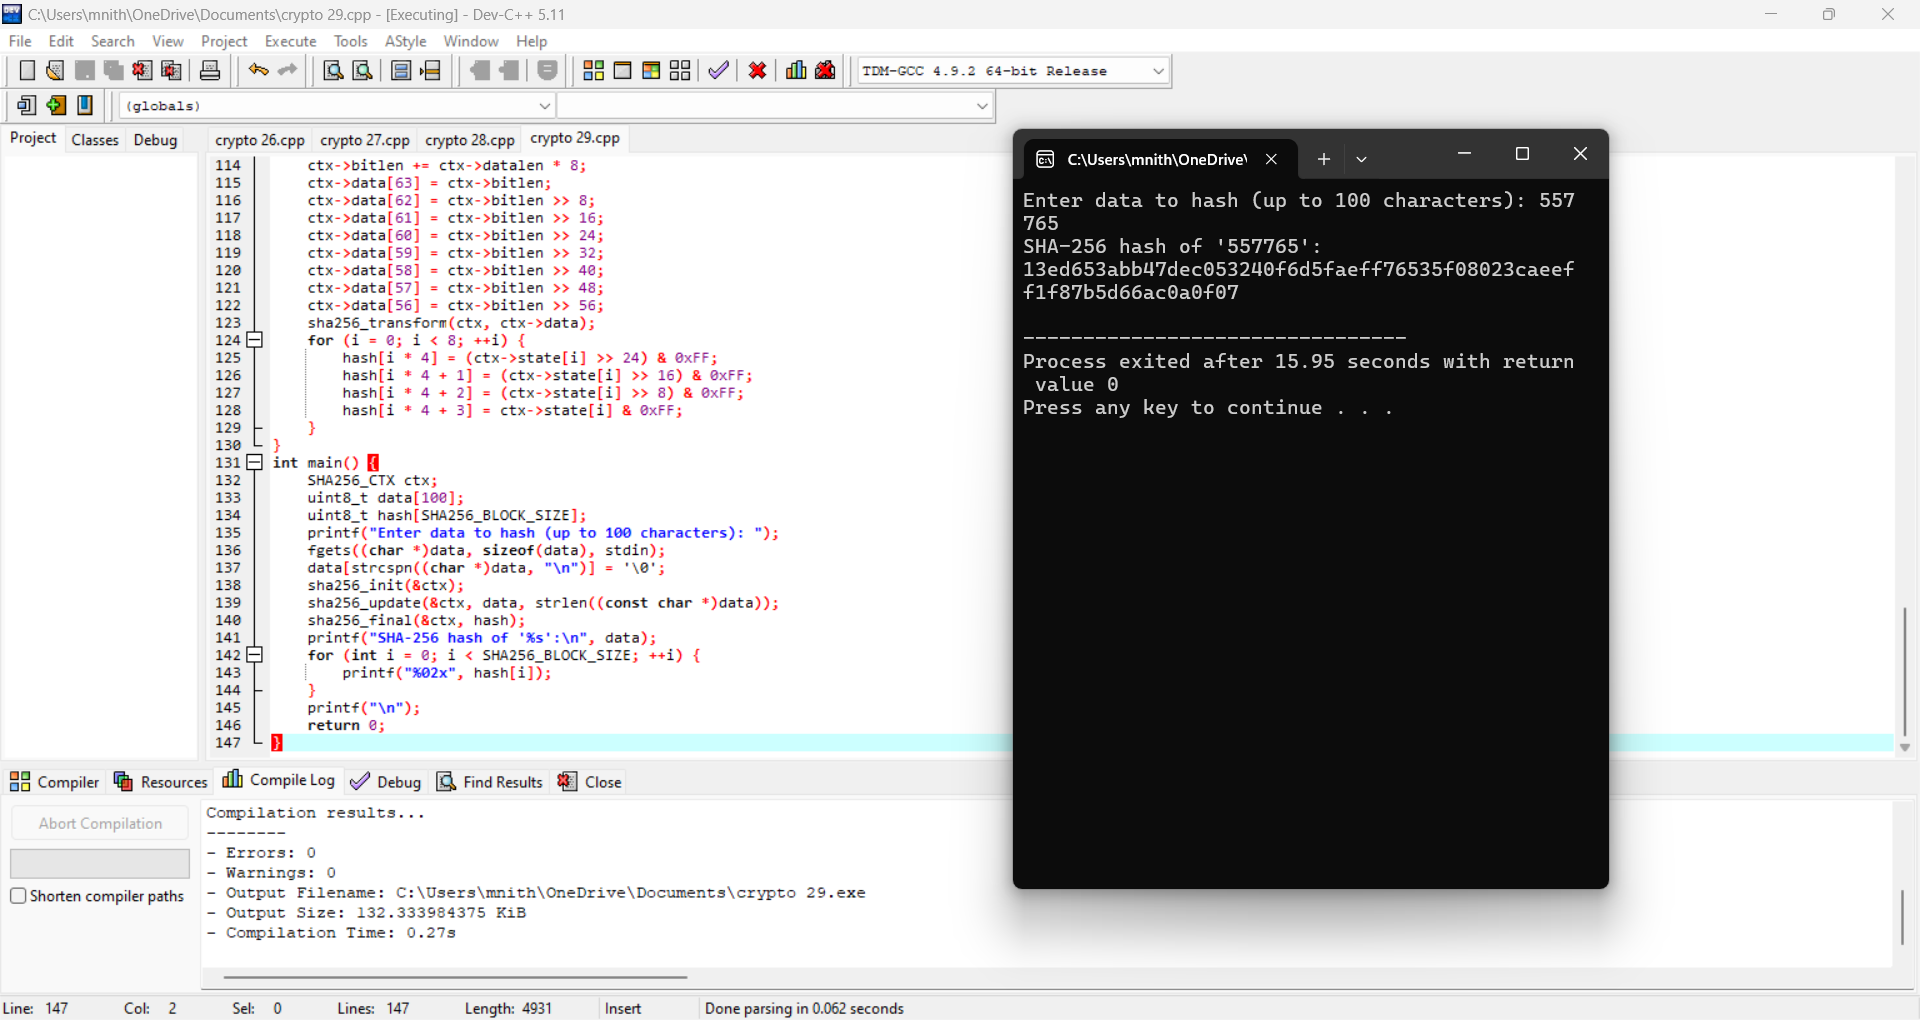 C:\Users\mnith\OneDrive\Documents\crypto 29.cpp - [Executing] - Dev-C++ 5.11
File Edit Search View Project Execute Tools AStyle Window Help
TDM-GCC 4.9.2 64-bit Release
(globals)
Project Classes Debug
crypto 26.cpp crypto 27.cpp crypto 28.cpp crypto 29.cpp
114 ctx->bitlen += ctx->datalen * 8;
115 ctx->data[63] = ctx->bitlen;
116 ctx->data[62] = ctx->bitlen >> 8;
117 ctx->data[61] = ctx->bitlen >> 16;
118 ctx->data[60] = ctx->bitlen >> 24;
119 ctx->data[59] = ctx->bitlen >> 32;
120 ctx->data[58] = ctx->bitlen >> 40;
121 ctx->data[57] = ctx->bitlen >> 48;
122 ctx->data[56] = ctx->bitlen >> 56;
123 sha256_transform(ctx, ctx->data);
124 for (i = 0; i < 8; ++i) {
125 hash[i * 4] = (ctx->state[i] >> 24) & 0xFF;
126 hash[i * 4 + 1] = (ctx->state[i] >> 16) & 0xFF;
127 hash[i * 4 + 2] = (ctx->state[i] >> 8) & 0xFF;
128 hash[i * 4 + 3] = ctx->state[i] & 0xFF;
129 }
130 }
131 int main() {
132 SHA256_CTX ctx;
133 uint8_t data[100];
134 uint8_t hash[SHA256_BLOCK_SIZE];
135 printf("Enter data to hash (up to 100 characters): ");
136 fgets((char *)data, sizeof(data), stdin);
137 data[strcspn((char *)data, "\n")] = '\0';
138 sha256_init(&ctx);
139 sha256_update(&ctx, data, strlen((const char *)data));
140 sha256_final(&ctx, hash);
141 printf("SHA-256 hash of '%s':\n", data);
142 for (int i = 0; i < SHA256_BLOCK_SIZE; ++i) {
143 printf("%02x", hash[i]);
144 }
145 printf("\n");
146 return 0;
147 }
C:\Users\mnith\OneDrive\
Enter data to hash (up to 100 characters): 557
765
SHA-256 hash of '557765':
13ed653abb47dec053240f6d5faeff76535f08023caeef
f1f87b5d66ac0a0f07
--------------------------------
Process exited after 15.95 seconds with return
value 0
Press any key to continue . . .
Compiler Resources Compile Log Debug Find Results Close
Abort Compilation
Shorten compiler paths
Compilation results...
--------
- Errors: 0
- Warnings: 0
- Output Filename: C:\Users\mnith\OneDrive\Documents\crypto 29.exe
- Output Size: 132.333984375 KiB
- Compilation Time: 0.27s
Line: 147 Col: 2 Sel: 0 Lines: 147 Length: 4931 Insert Done parsing in 0.062 seconds